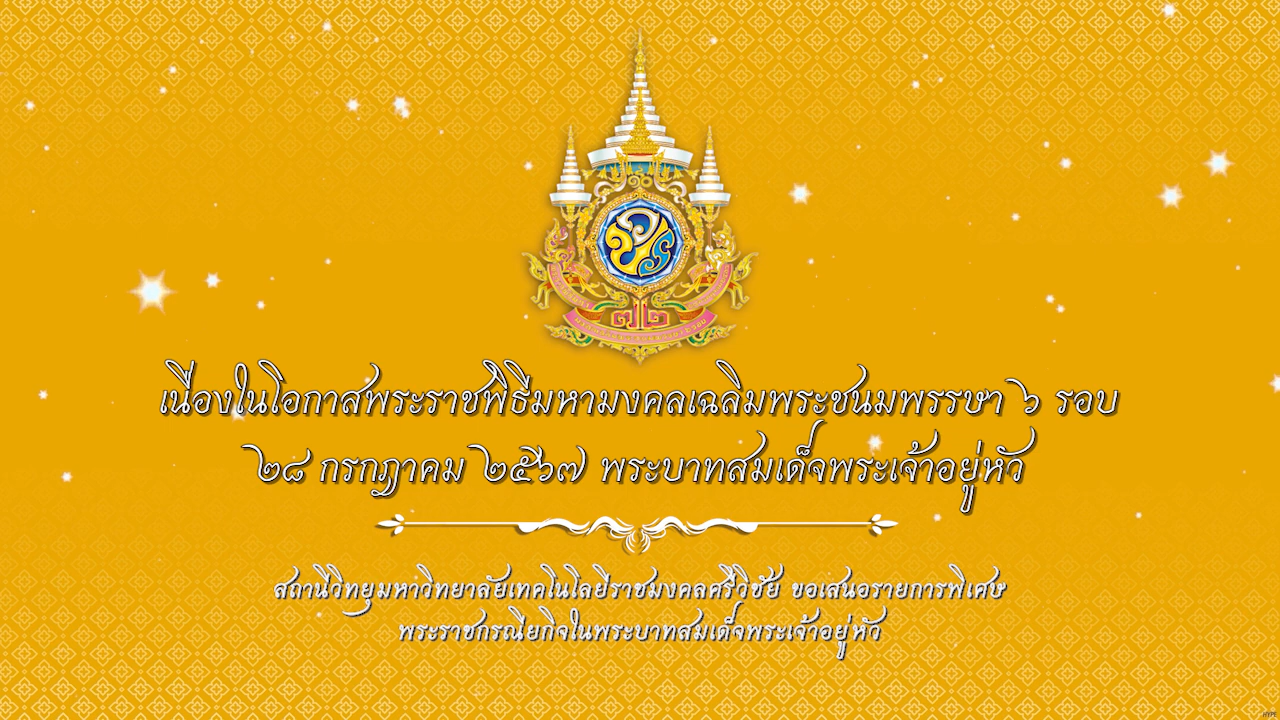 เนื่องในโอกาสพระราชพิธีมหามงคลเฉลิมพระชนมพรรษา ๖ รอบ
๒๘ กรกฎาคม ๒๕๖๗ พระบาทสมเด็จพระเจ้าอยู่หัว
สถานีวิทยุมหาวิทยาลัยเทคโนโลยีราชมงคลศรีวิชัย ขอเสนอรายการพิเศษ
พระราชกรณียกิจในพระบาทสมเด็จพระเจ้าอยู่หัว